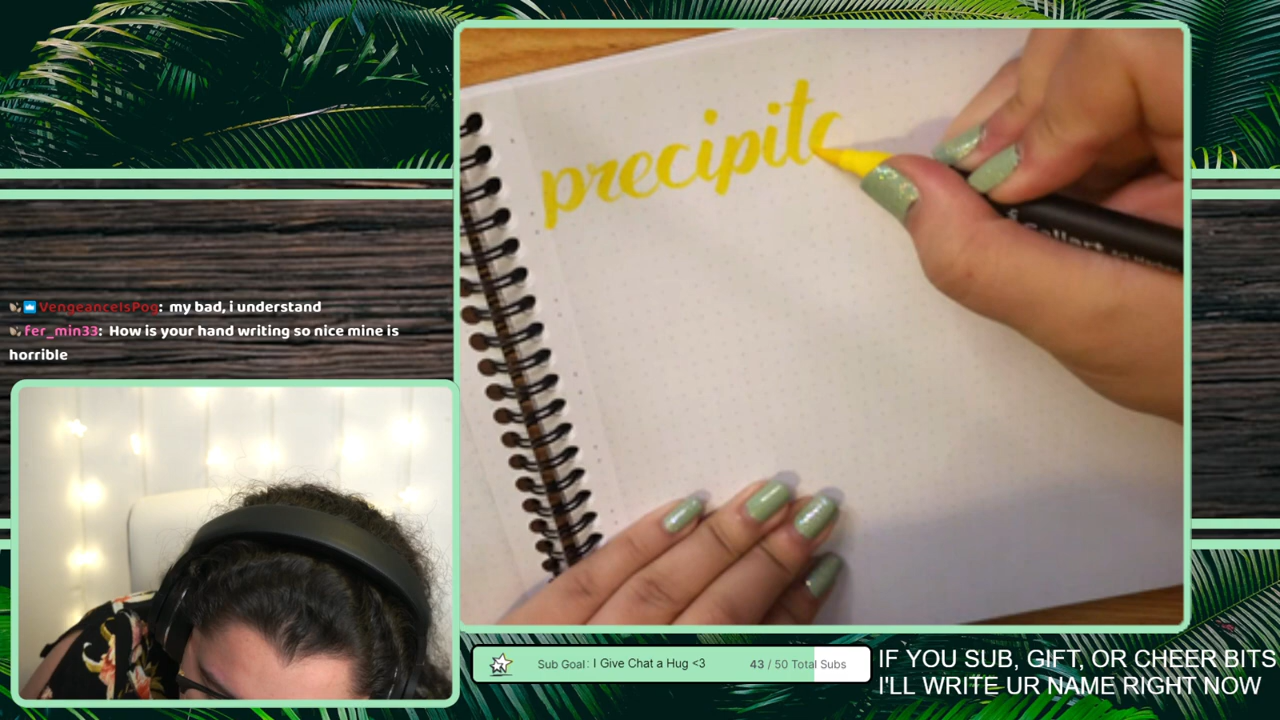 precipita
VengeanceIsPog: my bad, i understand
fer_min33: How is your hand writing so nice mine is
horrible
Sub Goal: I Give Chat a Hug <3 43 / 50 Total Subs
IF YOU SUB, GIFT, OR CHEER BITS
I'LL WRITE UR NAME RIGHT NOW